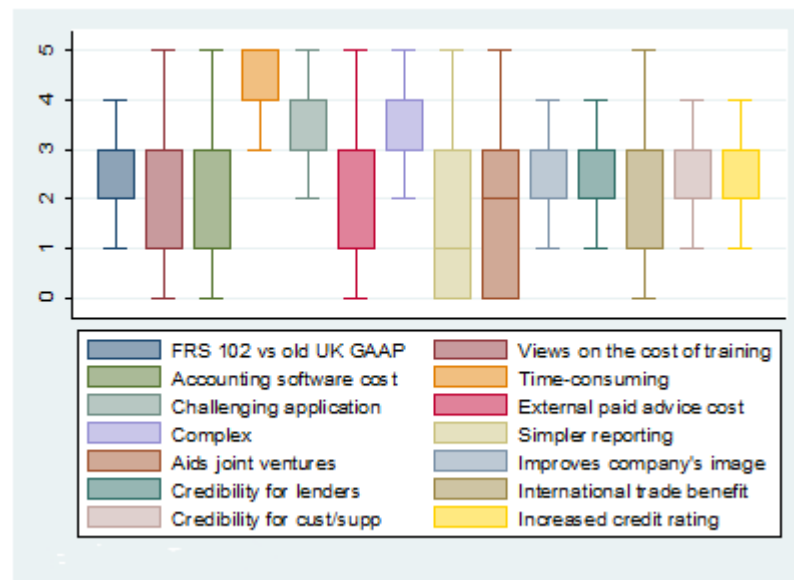 5
4
3
2
1
0
FRS 102 vs old UK GAAP Views on the cost of training
Accounting software cost Time-consuming
Challenging application External paid advice cost
Complex Simpler reporting
Aids joint ventures Improves company's image
Credibility for lenders International trade benefit
Credibility for cust/supp Increased credit rating